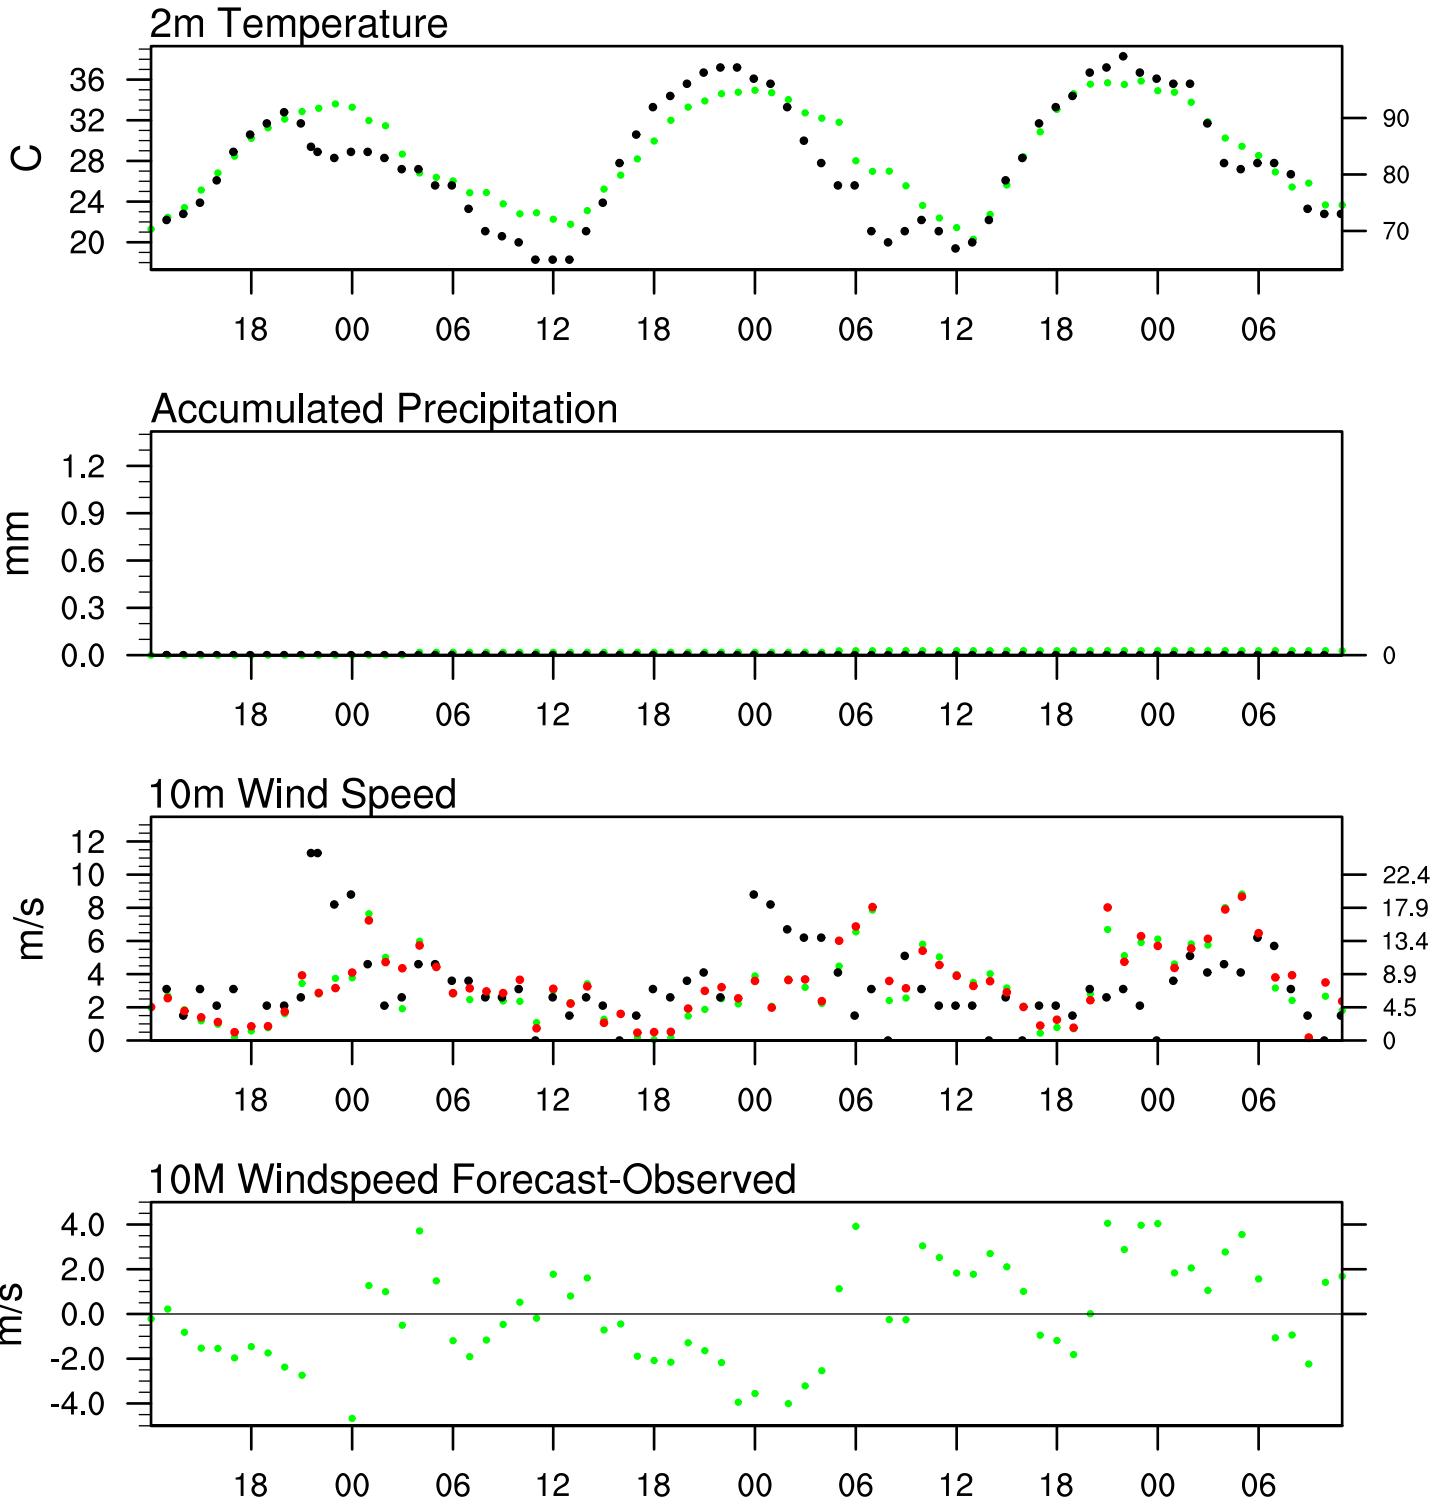 2m Temperature
C
36
32
28
24
20
90
80
70
18 00 06 12 18 00 06 12 18 00 06
Accumulated Precipitation
mm
1.2
0.9
0.6
0.3
0.0
0
18 00 06 12 18 00 06 12 18 00 06
10m Wind Speed
m/s
12
10
8
6
4
2
0
22.4
17.9
13.4
8.9
4.5
0
18 00 06 12 18 00 06 12 18 00 06
10M Windspeed Forecast-Observed
m/s
4.0
2.0
0.0
-2.0
-4.0
18 00 06 12 18 00 06 12 18 00 06